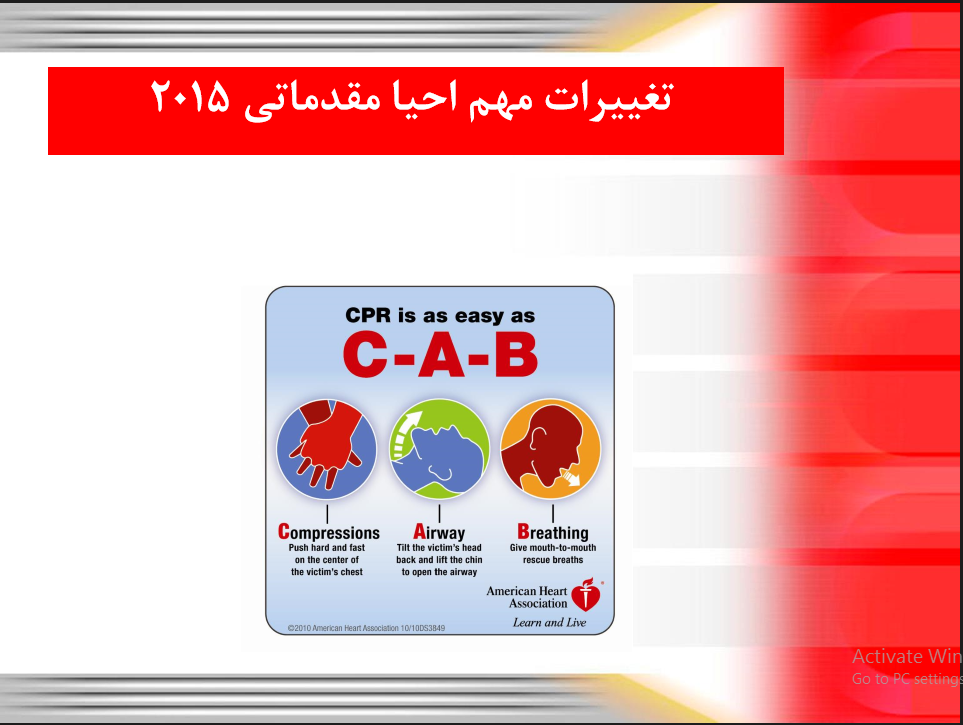 تغییرات مهم احیا مقدماتی ۲۰۱۵
CPR is as easy as
C-A-B
Compressions
Push hard and fast
on the center of
the victim's chest
Airway
Tilt the victim's head
back and lift the chin
to open the airway
Breathing
Give mouth-to-mouth
rescue breaths
American Heart
Association
Learn and Live
©2010 American Heart Association 10/10DS3849
Activate Win
Go to PC settings